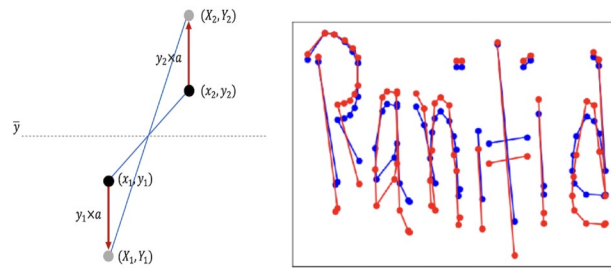 (X₂,Y₂)
y₂×a
(x₂,y₂)
y̅
(x₁,y₁)
y₁×a
(X₁,Y₁)